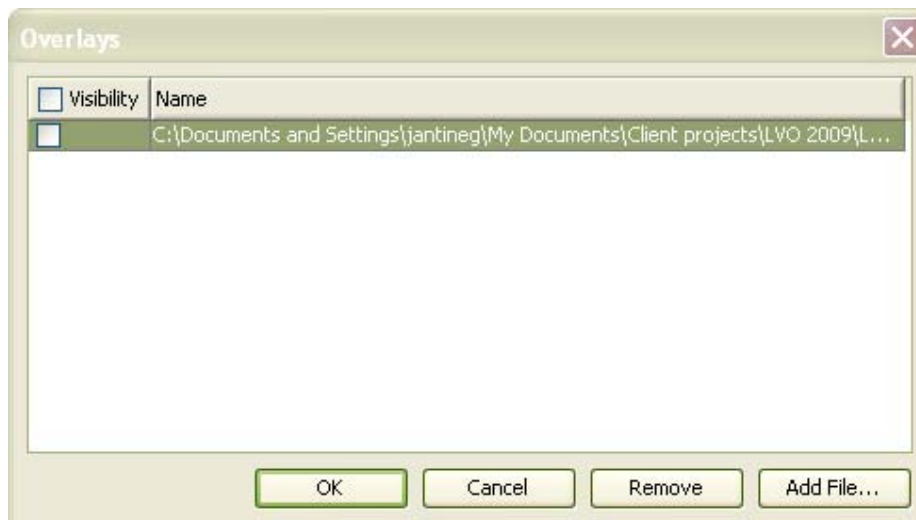 Overlays
Visibility Name
C:\Documents and Settings\jantineg\My Documents\Client projects\LVO 2009\L...
OK Cancel Remove Add File...